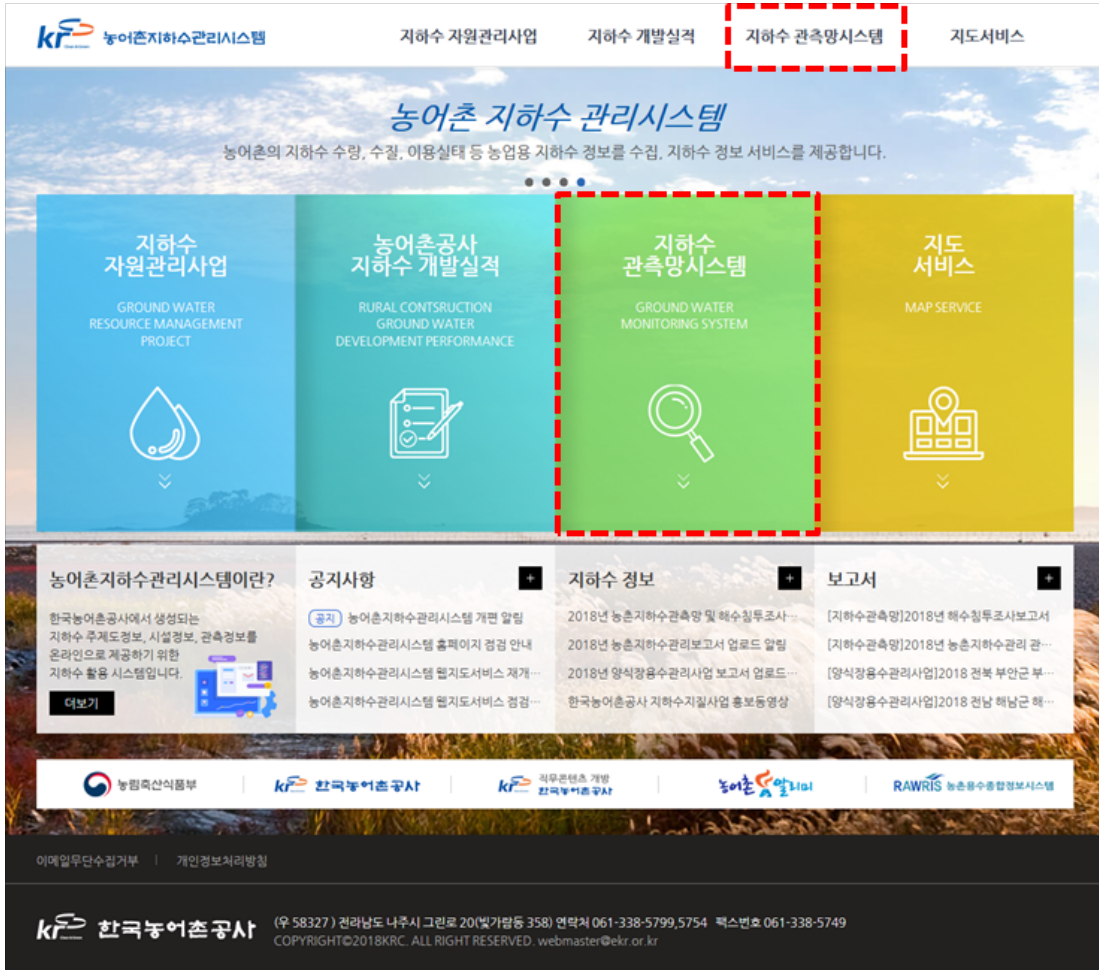 kr 농어촌지하수관리시스템
지하수 자원관리사업
지하수 개발실적
지하수 관측망시스템
지도서비스
농어촌 지하수 관리시스템
농어촌의 지하수 수량, 수질, 이용실태 등 농업용 지하수 정보를 수집, 지하수 정보 서비스를 제공합니다.
지하수
자원관리사업
GROUND WATER
RESOURCE MANAGEMENT
PROJECT
농어촌공사
지하수 개발실적
RURAL CONTSRUCTION
GROUND WATER
DEVELOPMENT PERFORMANCE
지하수
관측망시스템
GROUND WATER
MONITORING SYSTEM
지도
서비스
MAP SERVICE
농어촌지하수관리시스템이란?
한국농어촌공사에서 생성되는
지하수 주제도정보, 시설정보, 관측정보를
온라인으로 제공하기 위한
지하수 활용 시스템입니다.
더보기
공지사항 +
공지 농어촌지하수관리시스템 개편 알림
농어촌지하수관리시스템 홈페이지 점검 안내
농어촌지하수관리시스템 웹지도서비스 재개…
농어촌지하수관리시스템 웹지도서비스 점검…
지하수 정보 +
2018년 농촌지하수관측망 및 해수침투조사…
2018년 농촌지하수관리보고서 업로드 알림
2018년 양식장용수관리사업 보고서 업로드…
한국농어촌공사 지하수지질사업 홍보동영상
보고서 +
[지하수관측망]2018년 해수침투조사보고서
[지하수관측망]2018년 농촌지하수관리 관…
[양식장용수관리사업]2018 전북 부안군 부…
[양식장용수관리사업]2018 전남 해남군 해…
농림축산식품부
kr 한국농어촌공사
kr 직무콘텐츠 개방
한국농어촌공사
농어촌 알리미
RAWRIS 농촌용수종합정보시스템
이메일무단수집거부 | 개인정보처리방침
kr 한국농어촌공사
(우 58327 ) 전라남도 나주시 그린로 20(빛가람동 358) 연락처 061-338-5799,5754 팩스번호 061-338-5749
COPYRIGHT©2018KRC. ALL RIGHT RESERVED. webmaster@ekr.or.kr